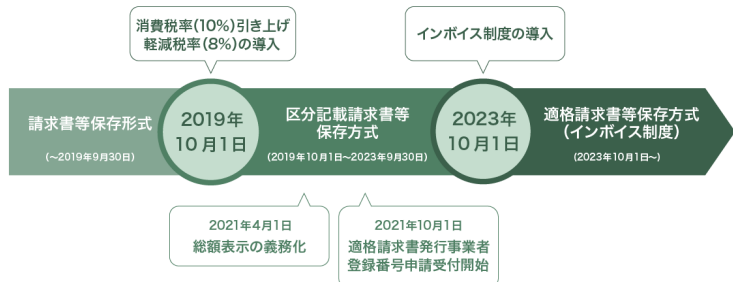 消費税率(10%)引き上げ
軽減税率(8%)の導入
インボイス制度の導入
請求書等保存形式
(~2019年9月30日)
2019年
10月1日
区分記載請求書等
保存方式
(2019年10月1日~2023年9月30日)
2023年
10月1日
適格請求書等保存方式
(インボイス制度)
(2023年10月1日~)
2021年4月1日
総額表示の義務化
2021年10月1日
適格請求書発行事業者
登録番号申請受付開始